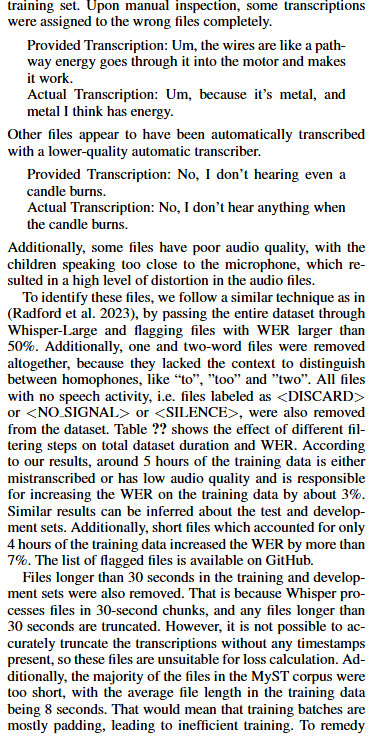 training set. Upon manual inspection, some transcriptions
were assigned to the wrong files completely.
Provided Transcription: Um, the wires are like a path-
way energy goes through it into the motor and makes
it work.
Actual Transcription: Um, because it's metal, and
metal I think has energy.
Other files appear to have been automatically transcribed
with a lower-quality automatic transcriber.
Provided Transcription: No, I don't hearing even a
candle burns.
Actual Transcription: No, I don't hear anything when
the candle burns.
Additionally, some files have poor audio quality, with the
children speaking too close to the microphone, which re-
sulted in a high level of distortion in the audio files.
To identify these files, we follow a similar technique as in
(Radford et al. 2023), by passing the entire dataset through
Whisper-Large and flagging files with WER larger than
50%. Additionally, one and two-word files were removed
altogether, because they lacked the context to distinguish
between homophones, like "to", "too" and "two". All files
with no speech activity, i.e. files labeled as <DISCARD>
or <NO_SIGNAL> or <SILENCE>, were also removed
from the dataset. Table ?? shows the effect of different fil-
tering steps on total dataset duration and WER. According
to our results, around 5 hours of the training data is either
mistranscribed or has low audio quality and is responsible
for increasing the WER on the training data by about 3%.
Similar results can be inferred about the test and develop-
ment sets. Additionally, short files which accounted for only
4 hours of the training data increased the WER by more than
7%. The list of flagged files is available on GitHub.
Files longer than 30 seconds in the training and develop-
ment sets were also removed. That is because Whisper pro-
cesses files in 30-second chunks, and any files longer than
30 seconds are truncated. However, it is not possible to ac-
curately truncate the transcriptions without any timestamps
present, so these files are unsuitable for loss calculation. Ad-
ditionally, the majority of the files in the MyST corpus were
too short, with the average file length in the training data
being 8 seconds. That would mean that training batches are
mostly padding, leading to inefficient training. To remedy